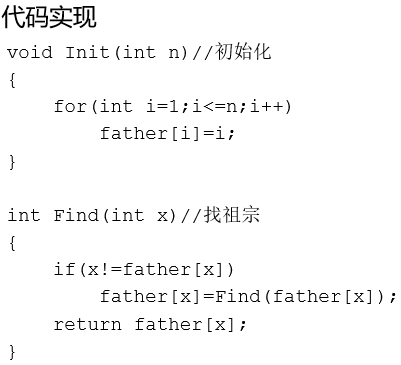 代码实现
void Init(int n)//初始化
{
    for(int i=1;i<=n;i++)
        father[i]=i;
}

int Find(int x)//找祖宗
{
    if(x!=father[x])
        father[x]=Find(father[x]);
    return father[x];
}